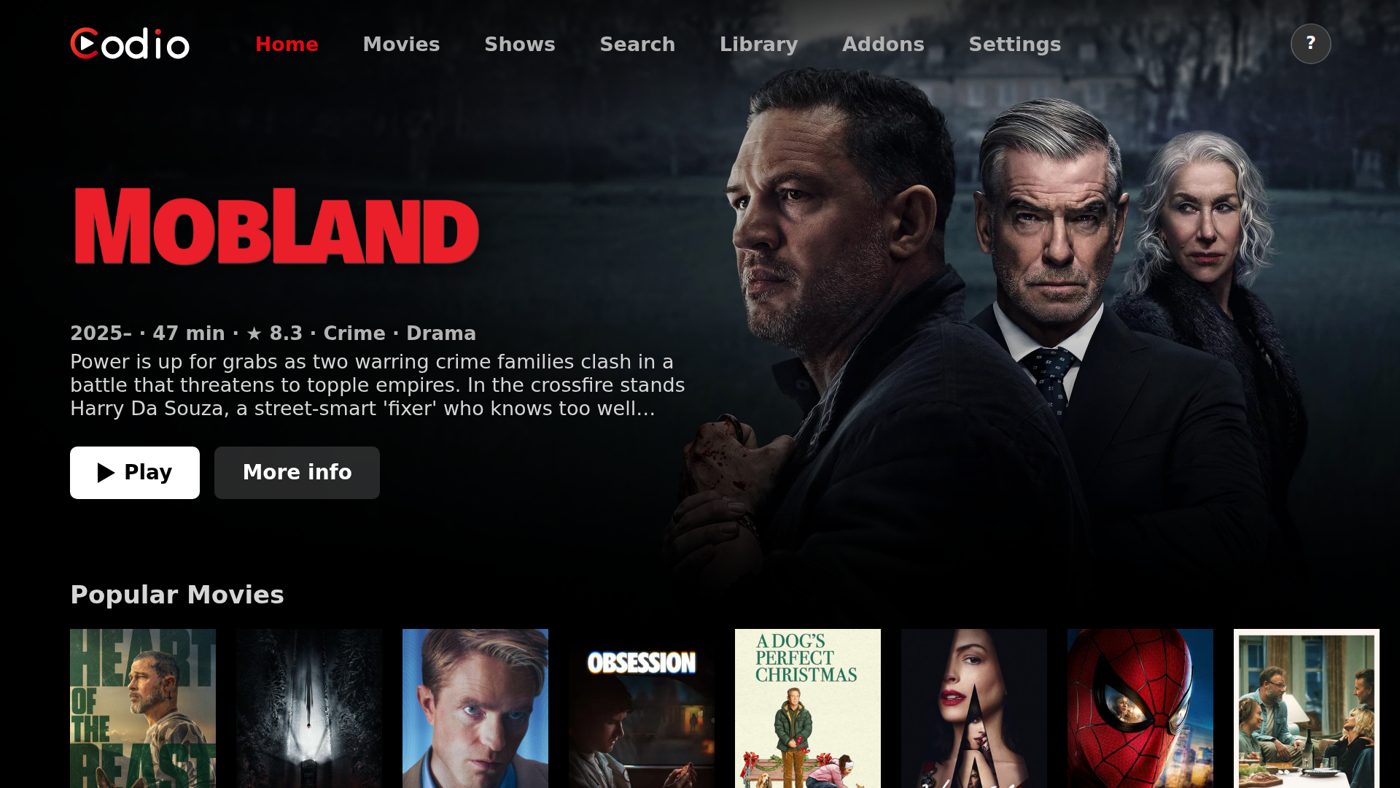 Codio
Home
Movies
Shows
Search
Library
Addons
Settings
?
MOBLAND
2025– · 47 min · ★ 8.3 · Crime · Drama
Power is up for grabs as two warring crime families clash in a
battle that threatens to topple empires. In the crossfire stands
Harry Da Souza, a street-smart 'fixer' who knows too well…
Play
More info
Popular Movies
HEART
OF
THE
BEAST
OBSESSION
A DOG'S
PERFECT
CHRISTMAS